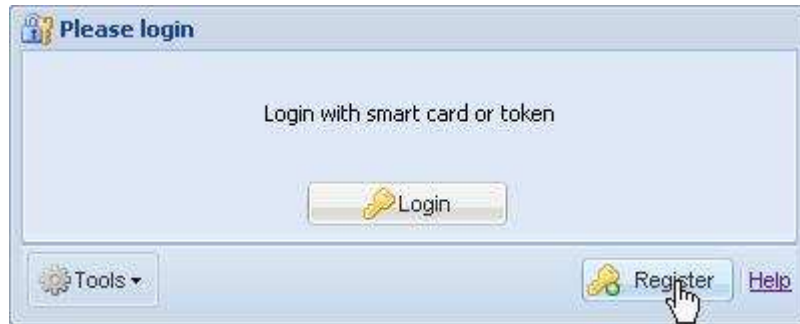 Please login
Login with smart card or token
Login
Tools
Register
Help